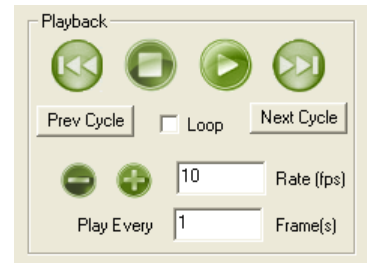 Playback
Prev Cycle Loop Next Cycle
10 Rate (fps)
Play Every 1 Frame(s)